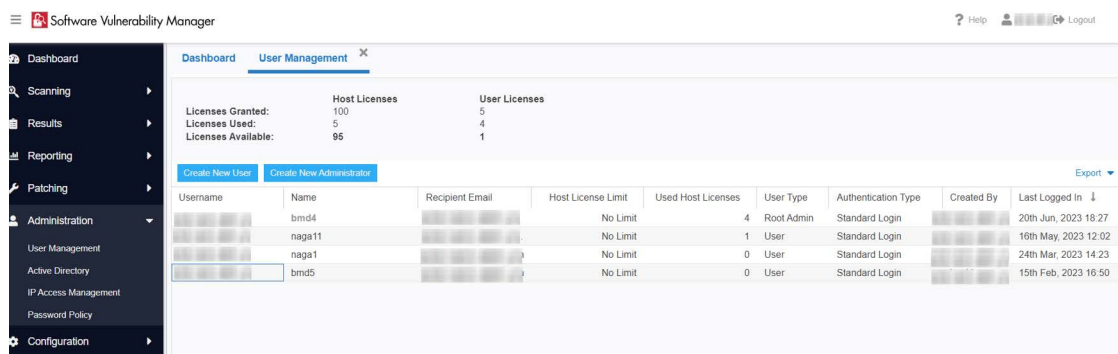 Software Vulnerability Manager
? Help Logout
Dashboard
Scanning
Results
Reporting
Patching
Administration
User Management
Active Directory
IP Access Management
Password Policy
Configuration
Dashboard User Management ×
Host Licenses User Licenses
Licenses Granted: 100 5
Licenses Used: 5 4
Licenses Available: 95 1
Create New User Create New Administrator Export
Username Name Recipient Email Host License Limit Used Host Licenses User Type Authentication Type Created By Last Logged In ↓
bmd4 No Limit 4 Root Admin Standard Login 20th Jun, 2023 18:27
naga11 No Limit 1 User Standard Login 16th May, 2023 12:02
naga1 No Limit 0 User Standard Login 24th Mar, 2023 14:23
bmd5 No Limit 0 User Standard Login 15th Feb, 2023 16:50